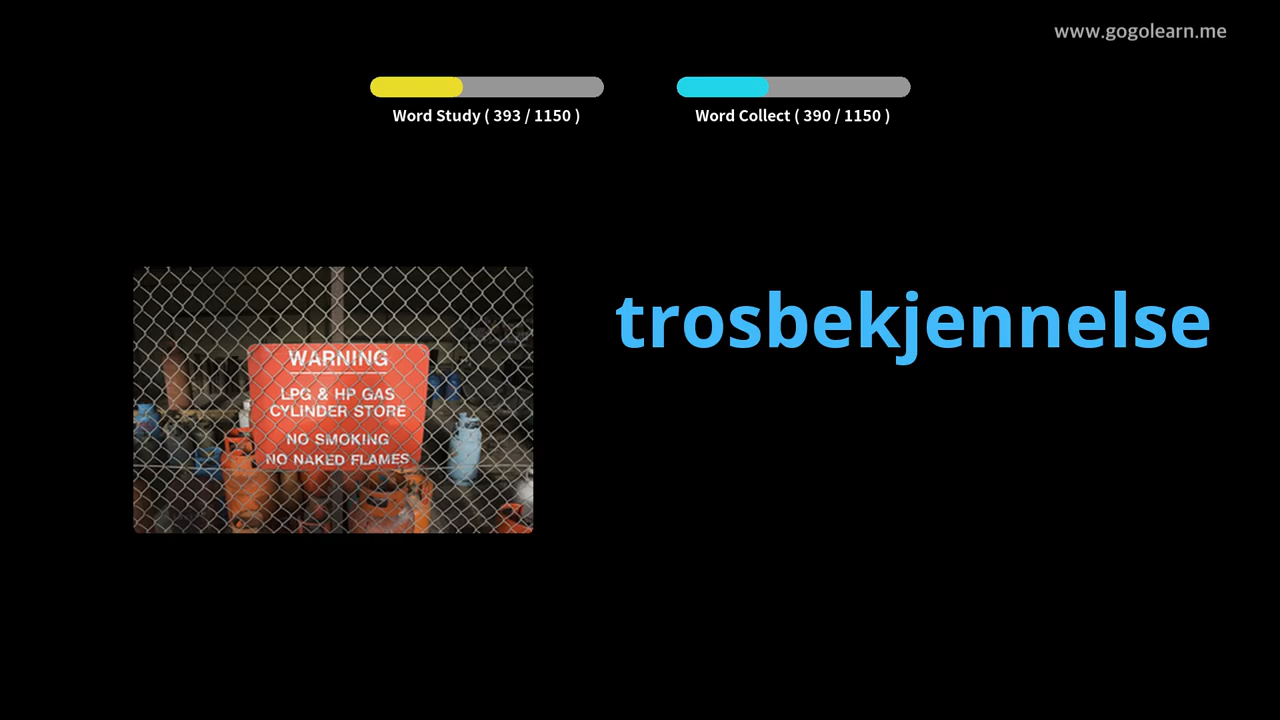 www.gogolearn.me
Word Study ( 393 / 1150 )
Word Collect ( 390 / 1150 )
trosbekjennelse
WARNING
LPG & HP GAS
CYLINDER STORE
NO SMOKING
NO NAKED FLAMES